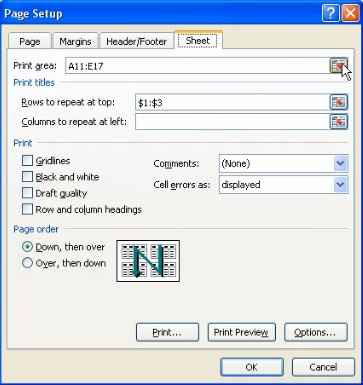 Page Setup
Page Margins Header/Footer Sheet
Print area: A11:E17
Print titles
Rows to repeat at top: $1:$3
Columns to repeat at left:
Print
Gridlines Comments: (None)
Black and white Cell errors as: displayed
Draft quality
Row and column headings
Page order
Down, then over
Over, then down
Print... Print Preview Options...
OK Cancel